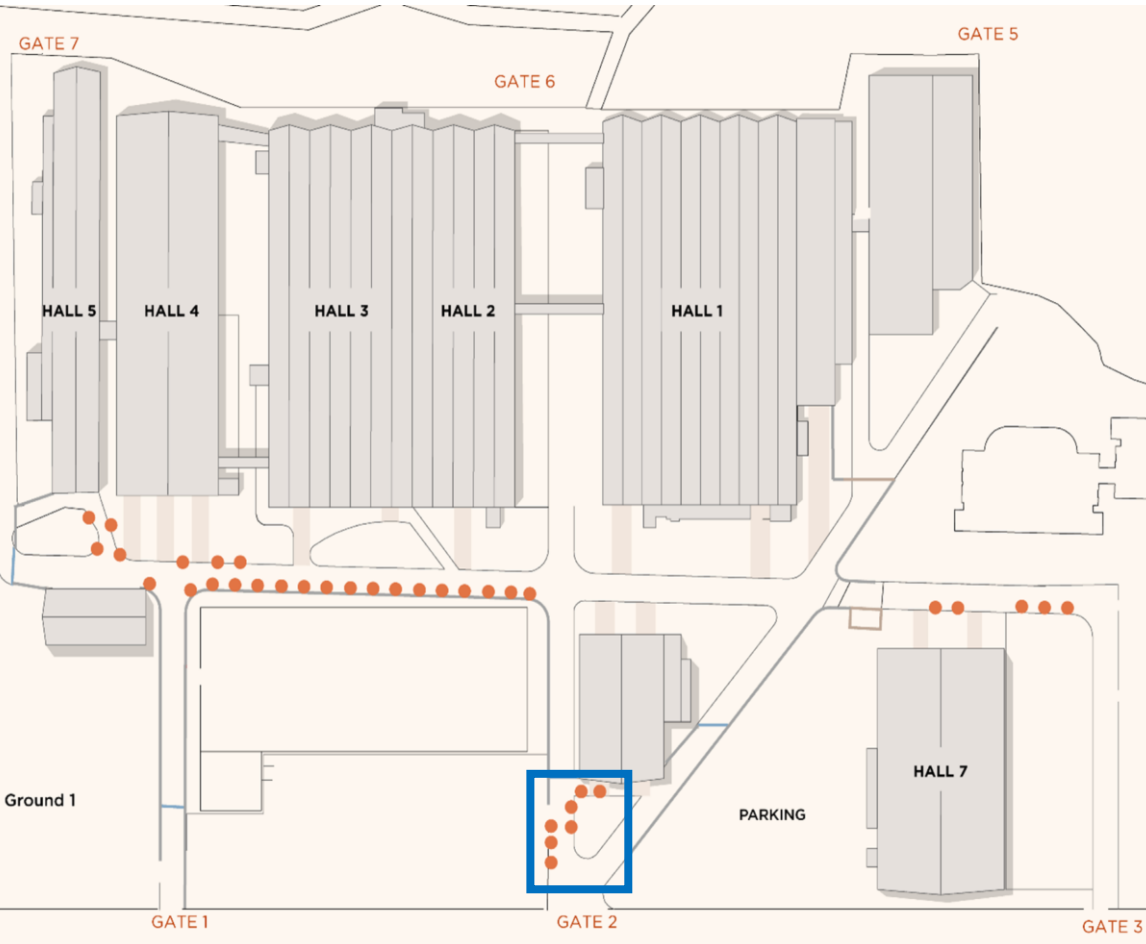 GATE 7
GATE 5
GATE 6
HALL 5
HALL 4
HALL 3
HALL 2
HALL 1
HALL 7
Ground 1
PARKING
GATE 1
GATE 2
GATE 3